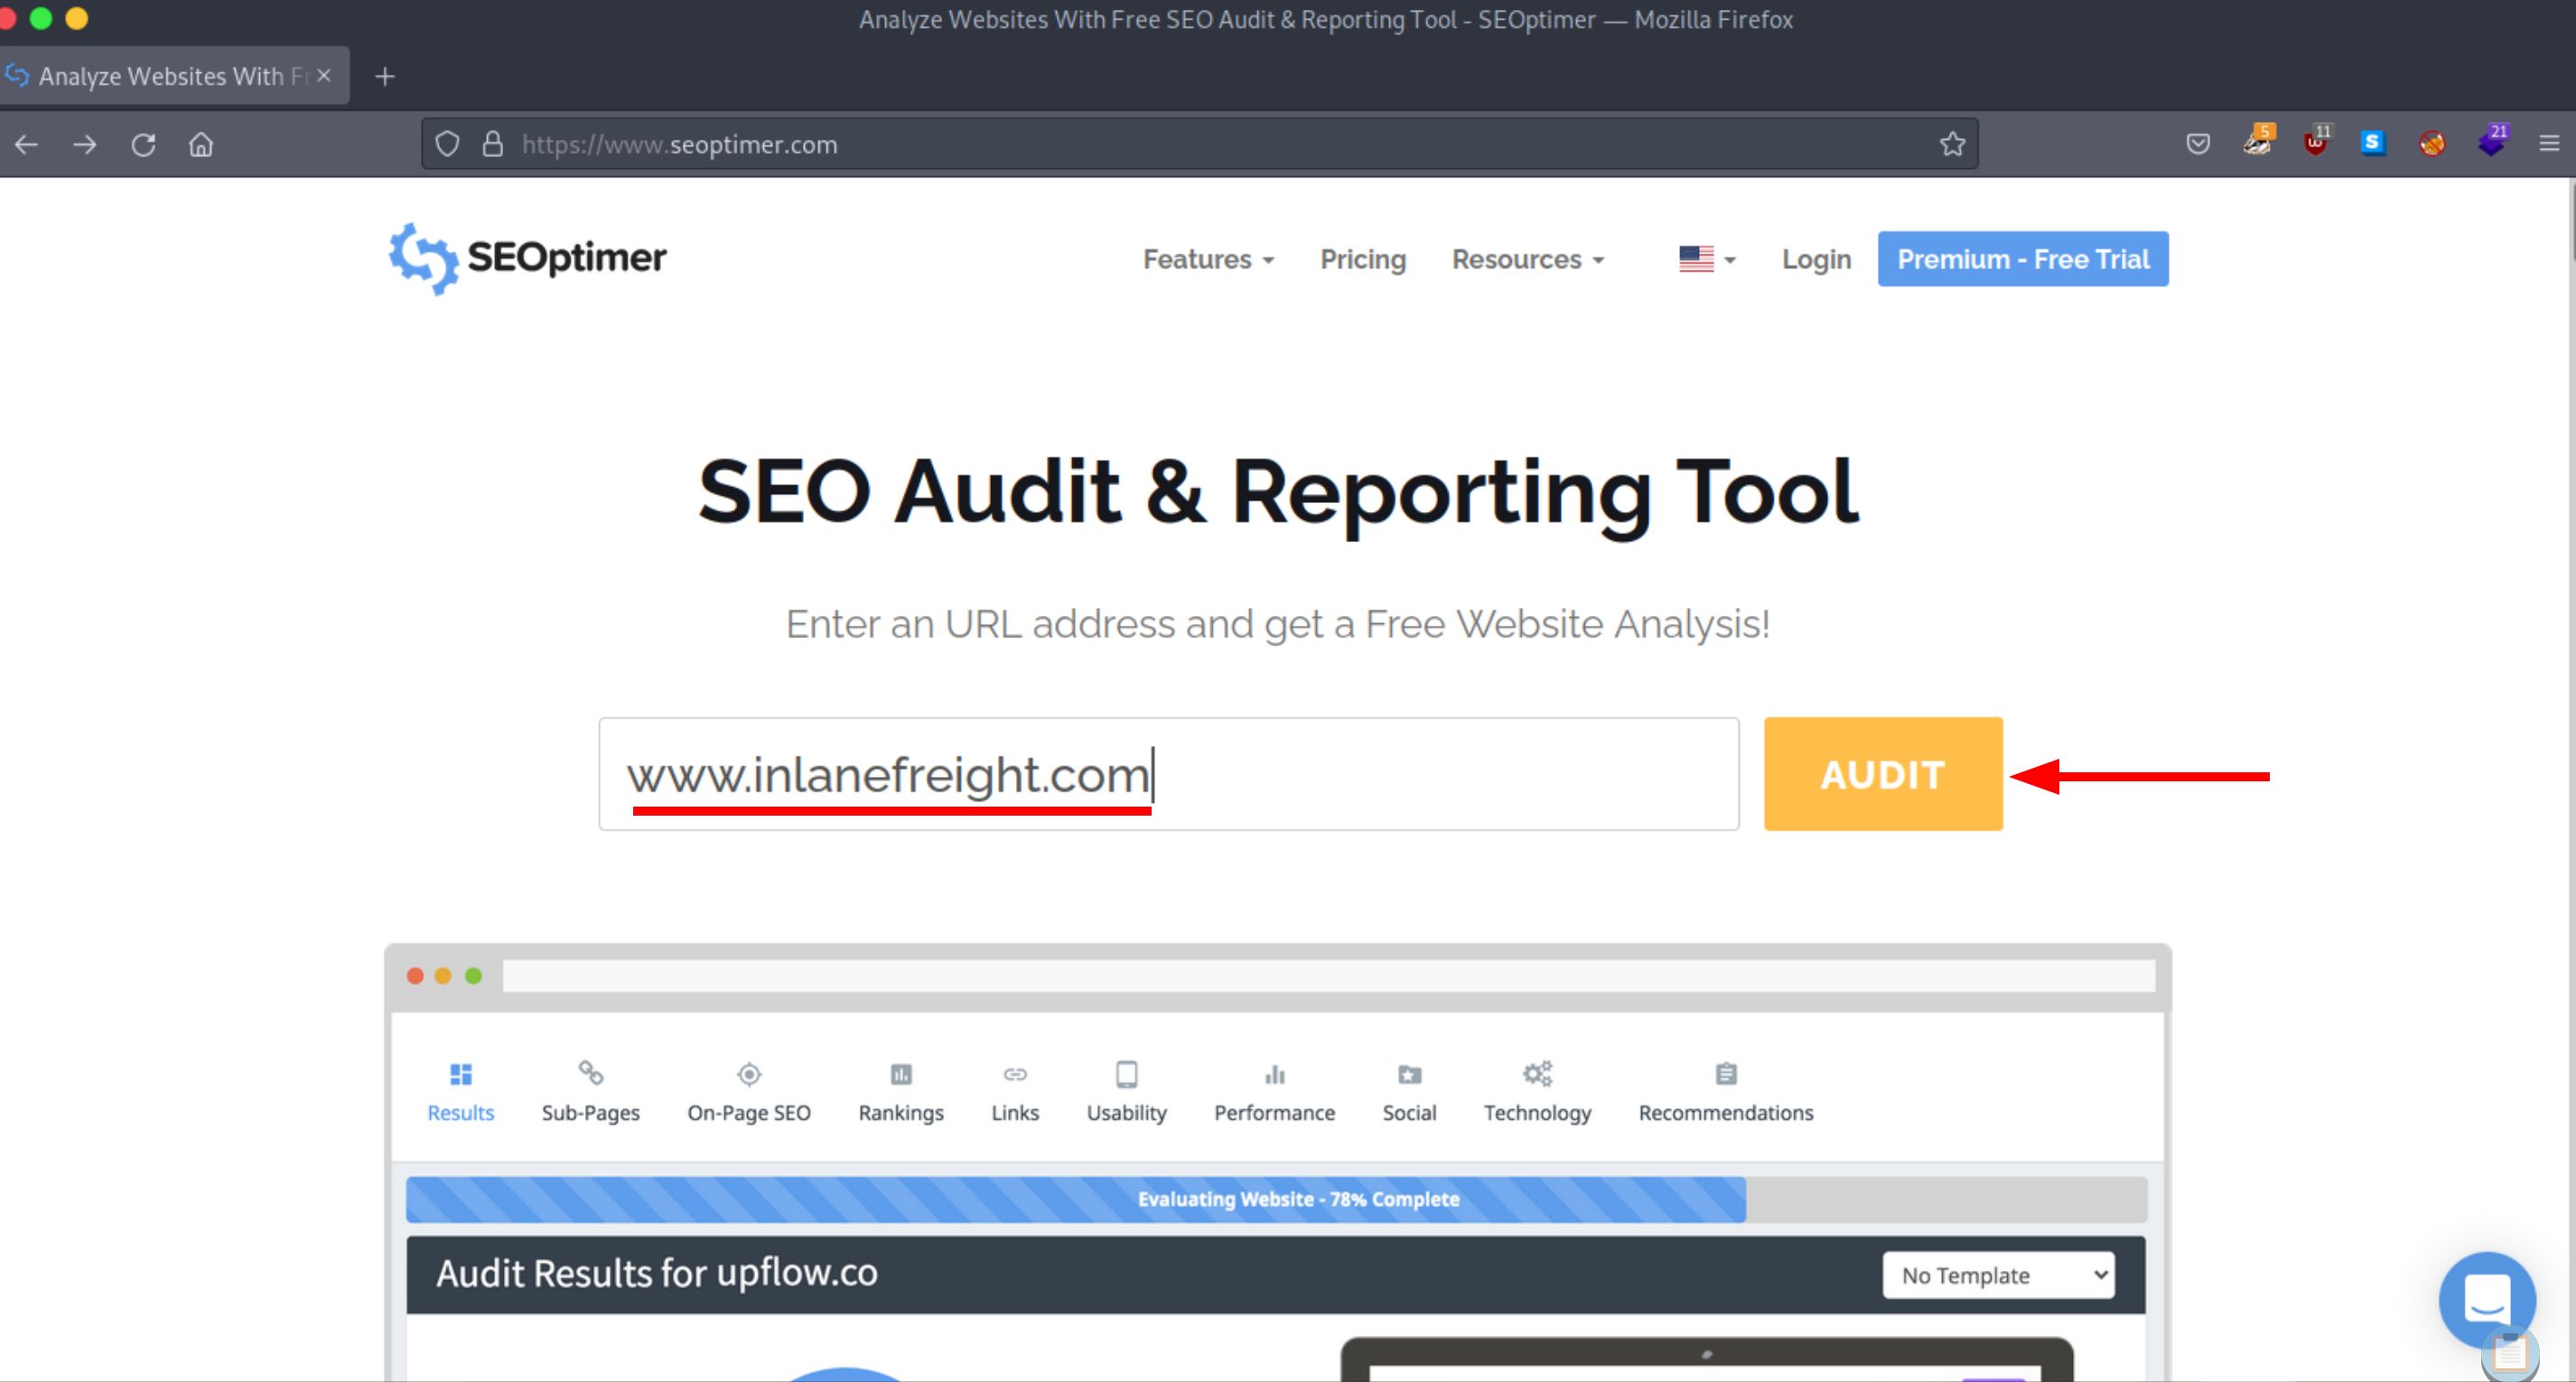 Analyze Websites With Free SEO Audit & Reporting Tool - SEOptimer — Mozilla Firefox
Analyze Websites With Fr
https://www.seoptimer.com
5
11
S
21
SEOptimer
Features Pricing Resources Login Premium - Free Trial
SEO Audit & Reporting Tool
Enter an URL address and get a Free Website Analysis!
www.inlanefreight.com AUDIT
Results Sub-Pages On-Page SEO Rankings Links Usability Performance Social Technology Recommendations
Evaluating Website - 78% Complete
Audit Results for upflow.co No Template